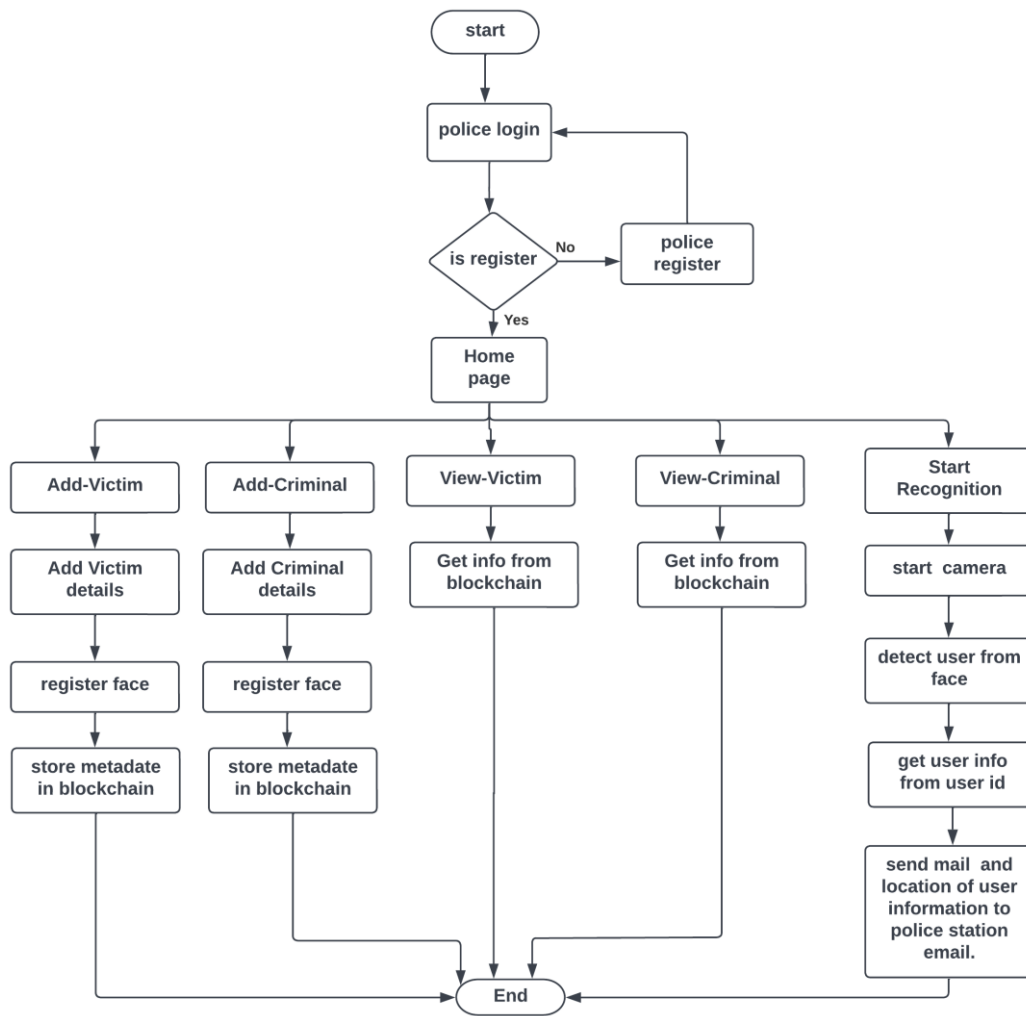 start
police login
is register
No
police
register
Yes
Home
page
Add-Victim
Add-Criminal
View-Victim
View-Criminal
Start
Recognition
Add Victim
details
Add Criminal
details
Get info from
blockchain
Get info from
blockchain
start camera
register face
register face
detect user from
face
store metadate
in blockchain
store metadate
in blockchain
get user info
from user id
send mail and
location of user
information to
police station
email.
End